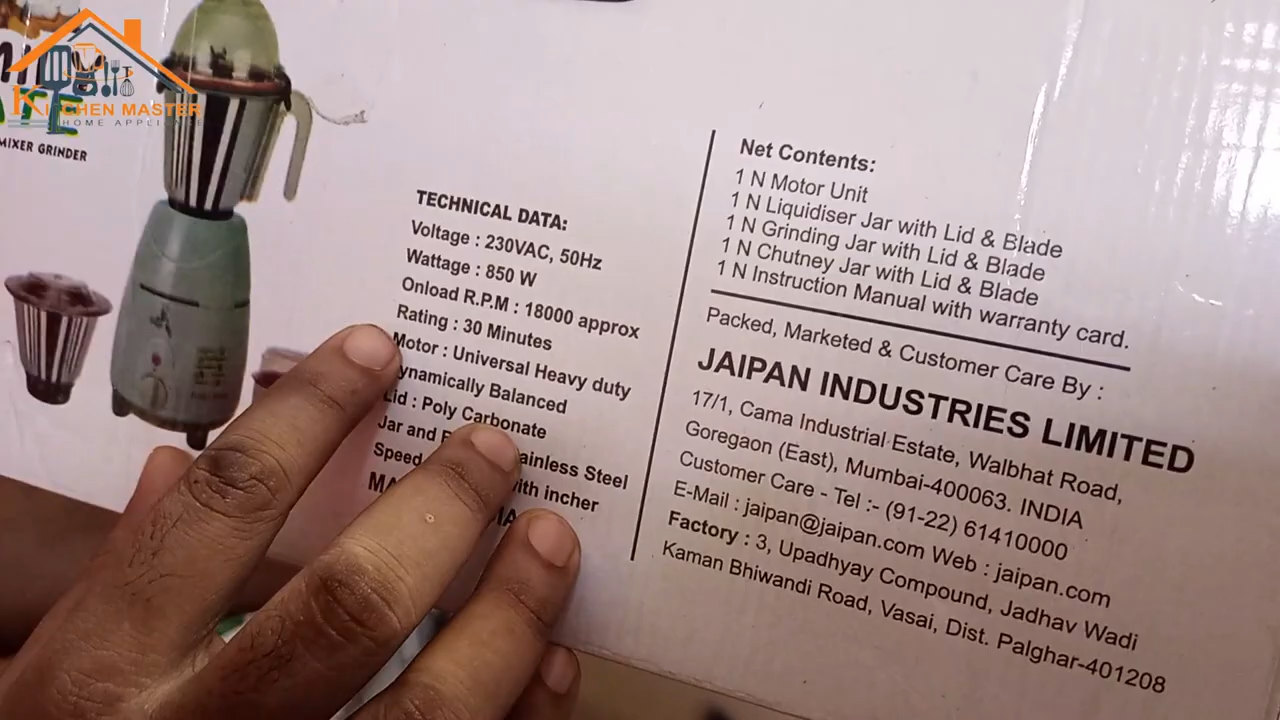 KITCHEN MASTER
HOME APPLIANCE
MIXER GRINDER
TECHNICAL DATA:
Voltage : 230VAC, 50Hz
Wattage : 850 W
Onload R.P.M : 18000 approx
Rating : 30 Minutes
Motor : Universal Heavy duty
Dynamically Balanced
Lid : Poly Carbonate
Jar and
Steel
Speed
with incher
Net Contents:
1 N Motor Unit
1 N Liquidiser Jar with Lid & Blade
1 N Grinding Jar with Lid & Blade
1 N Chutney Jar with Lid & Blade
1 N Instruction Manual with warranty card.
Packed, Marketed & Customer Care By :
JAIPAN INDUSTRIES LIMITED
17/1, Cama Industrial Estate, Walbhat Road,
Goregaon (East), Mumbai-400063. INDIA
Customer Care - Tel :- (91-22) 61410000
E-Mail : jaipan@jaipan.com Web : jaipan.com
Factory : 3, Upadhyay Compound, Jadhav Wadi
Kaman Bhiwandi Road, Vasai, Dist. Palghar-401208